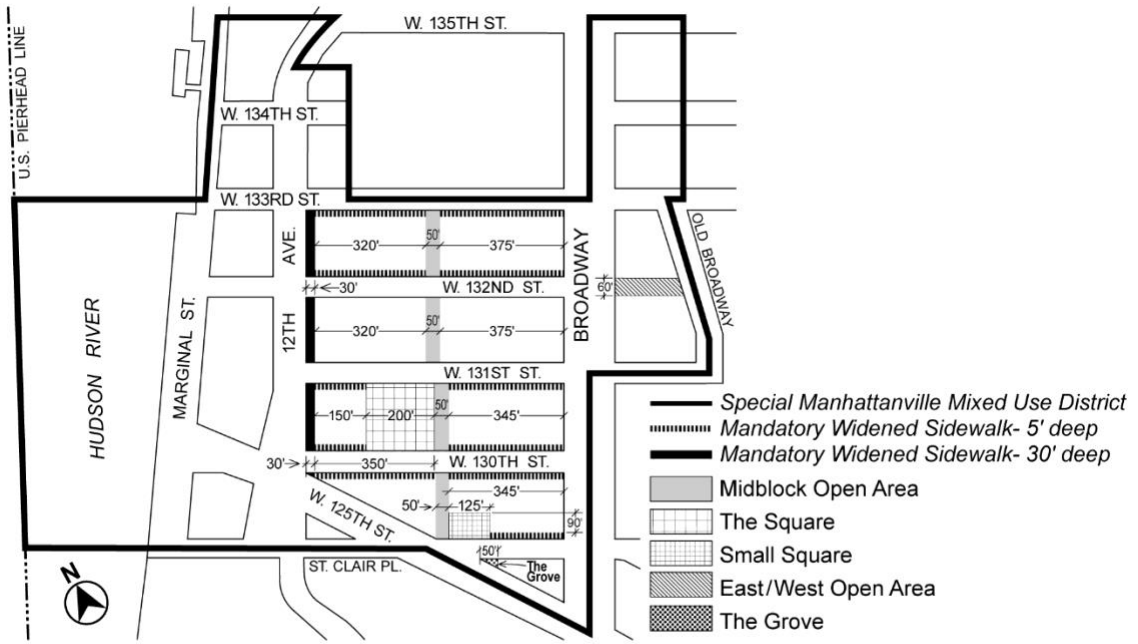 W. 135TH ST.
U.S. PIERHEAD LINE
W. 134TH ST.
W. 133RD ST.
HUDSON RIVER
MARGINAL ST.
12TH AVE.
BROADWAY
OLD BROADWAY
320'
50'
375'
30'
W. 132ND ST.
60'
320'
50'
375'
W. 131ST ST.
150'
200'
50'
345'
30'
350'
W. 130TH ST.
345'
50'
125'
90'
W. 125TH ST.
50'
The
Grove
ST. CLAIR PL.
N
Special Manhattanville Mixed Use District
Mandatory Widened Sidewalk- 5' deep
Mandatory Widened Sidewalk- 30' deep
Midblock Open Area
The Square
Small Square
East/West Open Area
The Grove